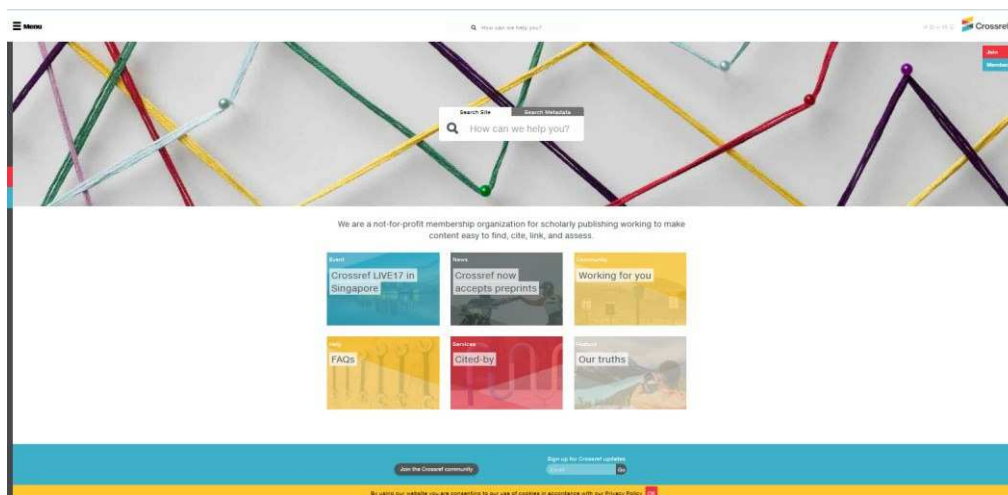 Menu
How can we help you?
Crossref
Join
Member
Search Site
Search Metadata
How can we help you?
We are a not-for-profit membership organization for scholarly publishing working to make
content easy to find, cite, link, and assess.
Event
Crossref LIVE17 in
Singapore
News
Crossref now
accepts preprints
Community
Working for you
Help
FAQs
Services
Cited-by
Our truths
Join the Crossref community
Sign up for Crossref updates
Go
By using our website you are consenting to our use of cookies in accordance with our Privacy Policy
OK